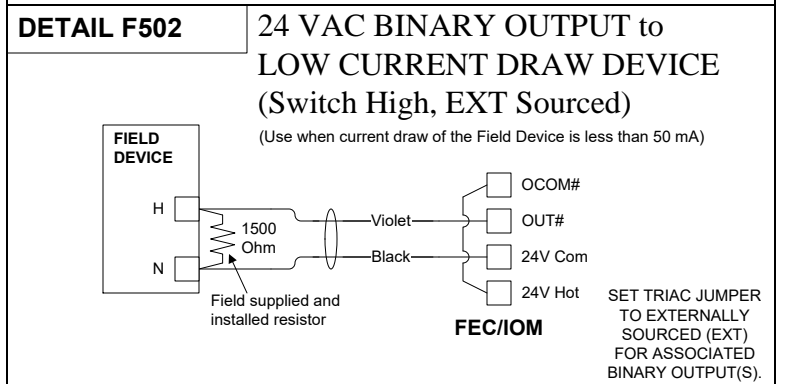 DETAIL F502
24 VAC BINARY OUTPUT to
LOW CURRENT DRAW DEVICE
(Switch High, EXT Sourced)
(Use when current draw of the Field Device is less than 50 mA)
FIELD
DEVICE
H
N
1500
Ohm
Field supplied and
installed resistor
Violet
Black
OCOM#
OUT#
24V Com
24V Hot
FEC/IOM
SET TRIAC JUMPER
TO EXTERNALLY
SOURCED (EXT)
FOR ASSOCIATED
BINARY OUTPUT(S).